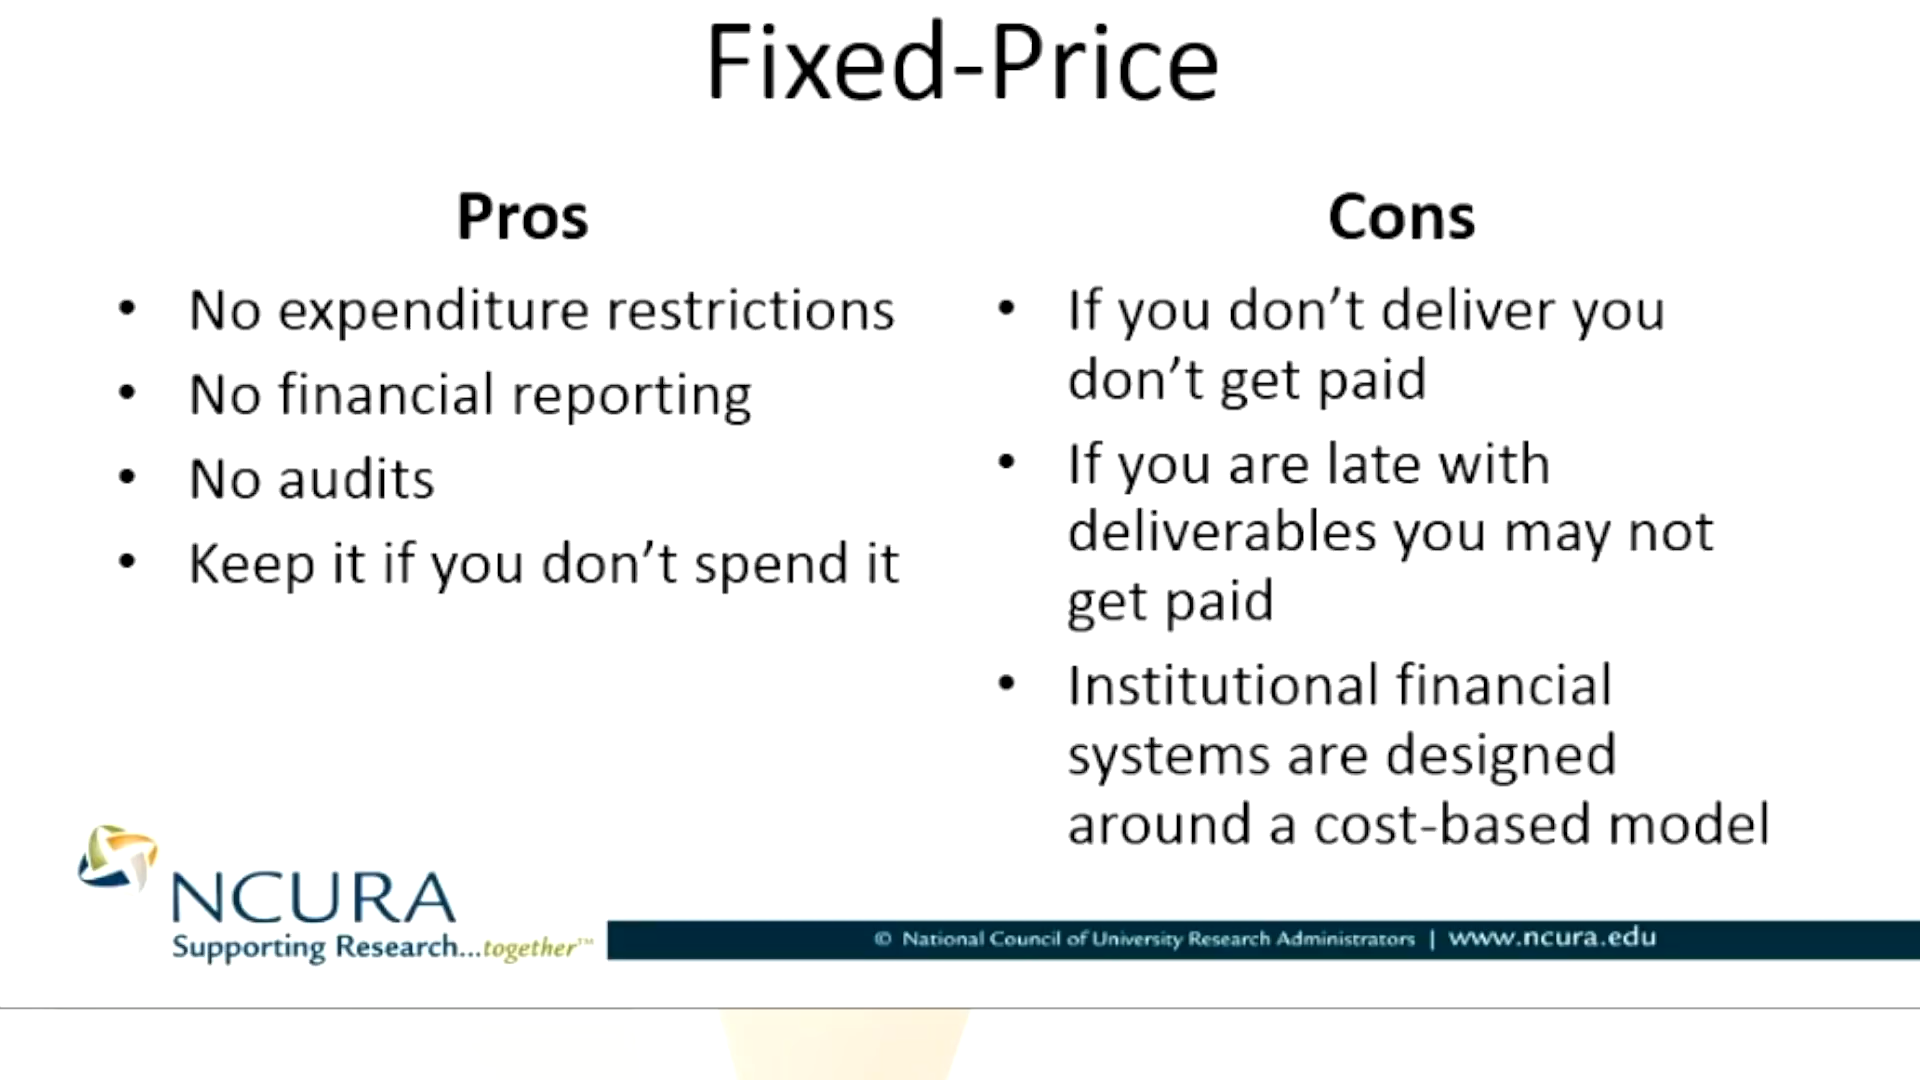 Fixed-Price
Pros
• No expenditure restrictions
• No financial reporting
• No audits
• Keep it if you don’t spend it
Cons
• If you don’t deliver you
don’t get paid
• If you are late with
deliverables you may not
get paid
• Institutional financial
systems are designed
around a cost-based model
NCURA
Supporting Research...together™
© National Council of University Research Administrators | www.ncura.edu